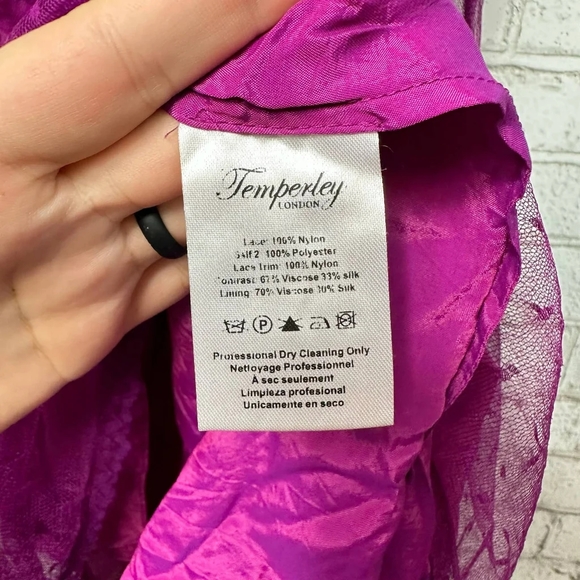 Temperley
LONDON
Lace: 100% Nylon
Self 2: 100% Polyester
Lace Trim: 100% Nylon
Contrast: 67% Viscose 33% silk
Lining: 70% Viscose 30% Silk
P
Professional Dry Cleaning Only
Nettoyage Professionnel
À sec seulement
Limpieza profesional
Unicamente en seco